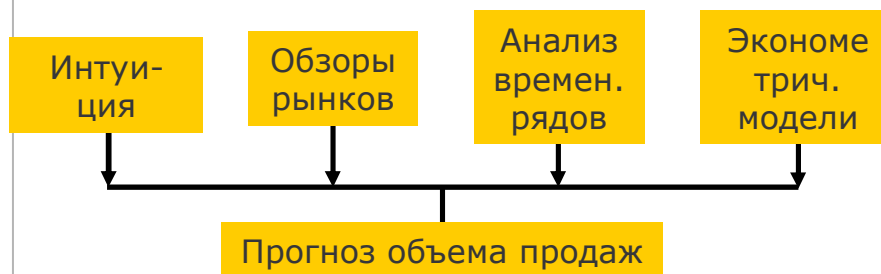 Интуи-
ция
Обзоры
рынков
Анализ
времен.
рядов
Экономе
трич.
модели
Прогноз объема продаж